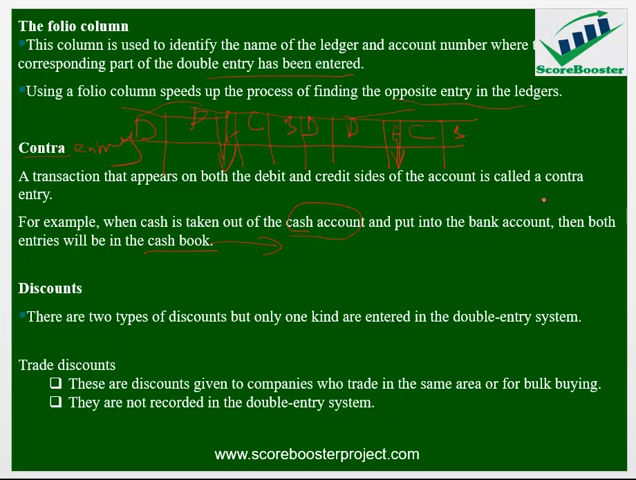 The folio column
This column is used to identify the name of the ledger and account number where t
corresponding part of the double entry has been entered.
ScoreBooster
Using a folio column speeds up the process of finding the opposite entry in the ledgers.
D P F C B D P F C B
Contra entry
A transaction that appears on both the debit and credit sides of the account is called a contra
entry.
For example, when cash is taken out of the cash account and put into the bank account, then both
entries will be in the cash book.
Discounts
There are two types of discounts but only one kind are entered in the double-entry system.
Trade discounts
❑ These are discounts given to companies who trade in the same area or for bulk buying.
❑ They are not recorded in the double-entry system.
www.scoreboosterproject.com